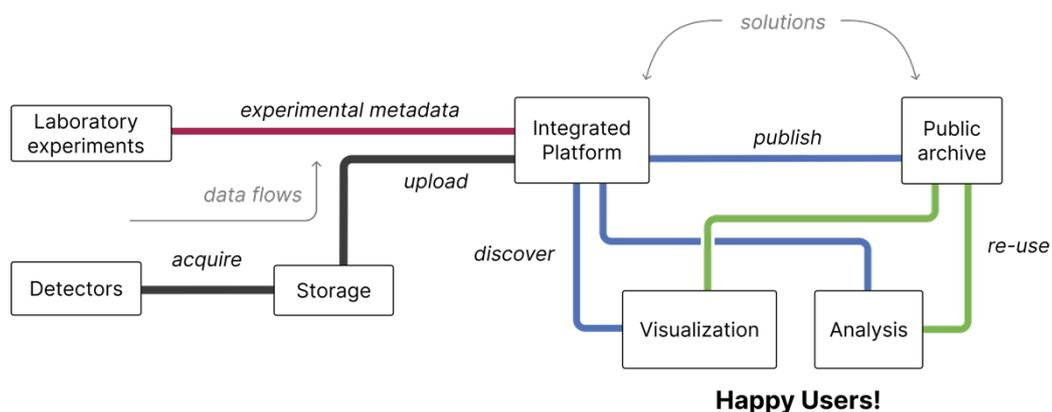 solutions
experimental metadata
Laboratory
experiments
Integrated
Platform
publish
Public
archive
upload
data flows
discover
re-use
acquire
Detectors
Storage
Visualization
Analysis
Happy Users!